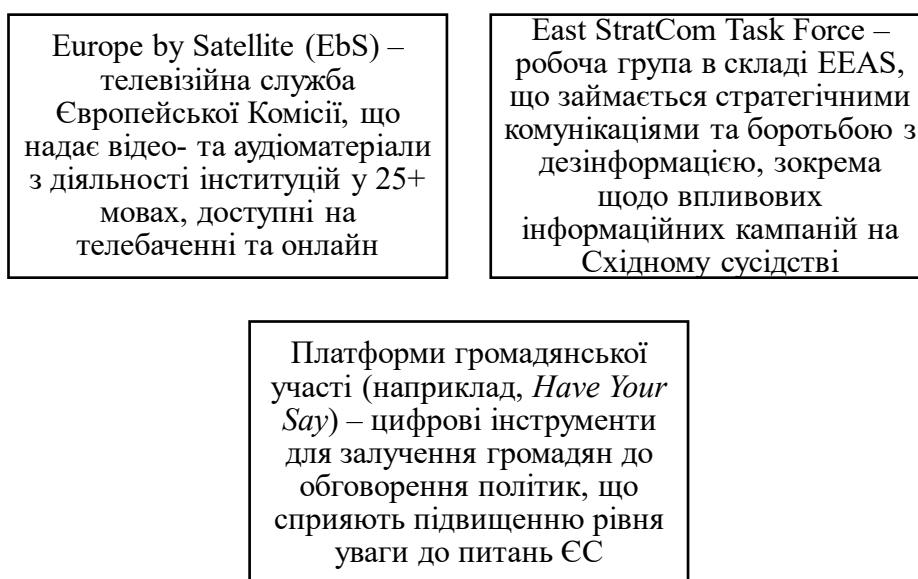 Europe by Satellite (EbS) –
телевізійна служба
Європейської Комісії, що
надає відео- та аудіоматеріали
з діяльності інституцій у 25+
мовах, доступні на
телебаченні та онлайн
East StratCom Task Force –
робоча група в складі EEAS,
що займається стратегічними
комунікаціями та боротьбою з
дезінформацією, зокрема
щодо впливових
інформаційних кампаній на
Східному сусідстві
Платформи громадянської
участі (наприклад, Have Your
Say) – цифрові інструменти
для залучення громадян до
обговорення політик, що
сприяють підвищенню рівня
уваги до питань ЄС